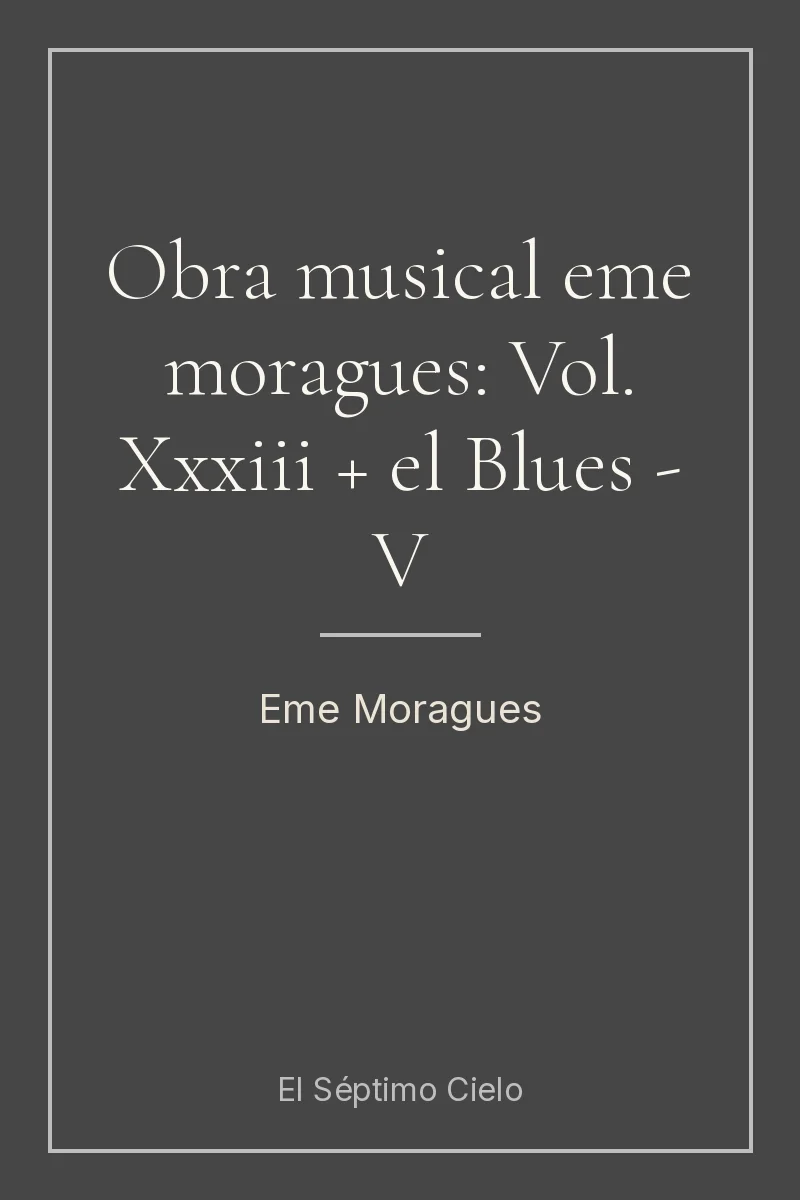 Obra musical eme
moragues: Vol.
Xxxiii + el Blues -
V
Eme Moragues
El Séptimo Cielo